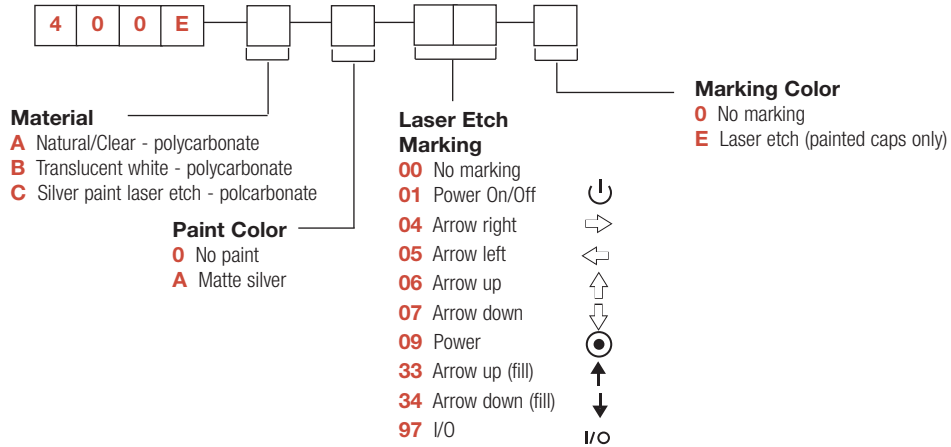 4 0 0 E
Material
A Natural/Clear - polycarbonate
B Translucent white - polycarbonate
C Silver paint laser etch - polcarbonate
Paint Color
0 No paint
A Matte silver
Laser Etch
Marking
00 No marking
01 Power On/Off
04 Arrow right
05 Arrow left
06 Arrow up
07 Arrow down
09 Power
33 Arrow up (fill)
34 Arrow down (fill)
97 I/O
I/O
Marking Color
0 No marking
E Laser etch (painted caps only)